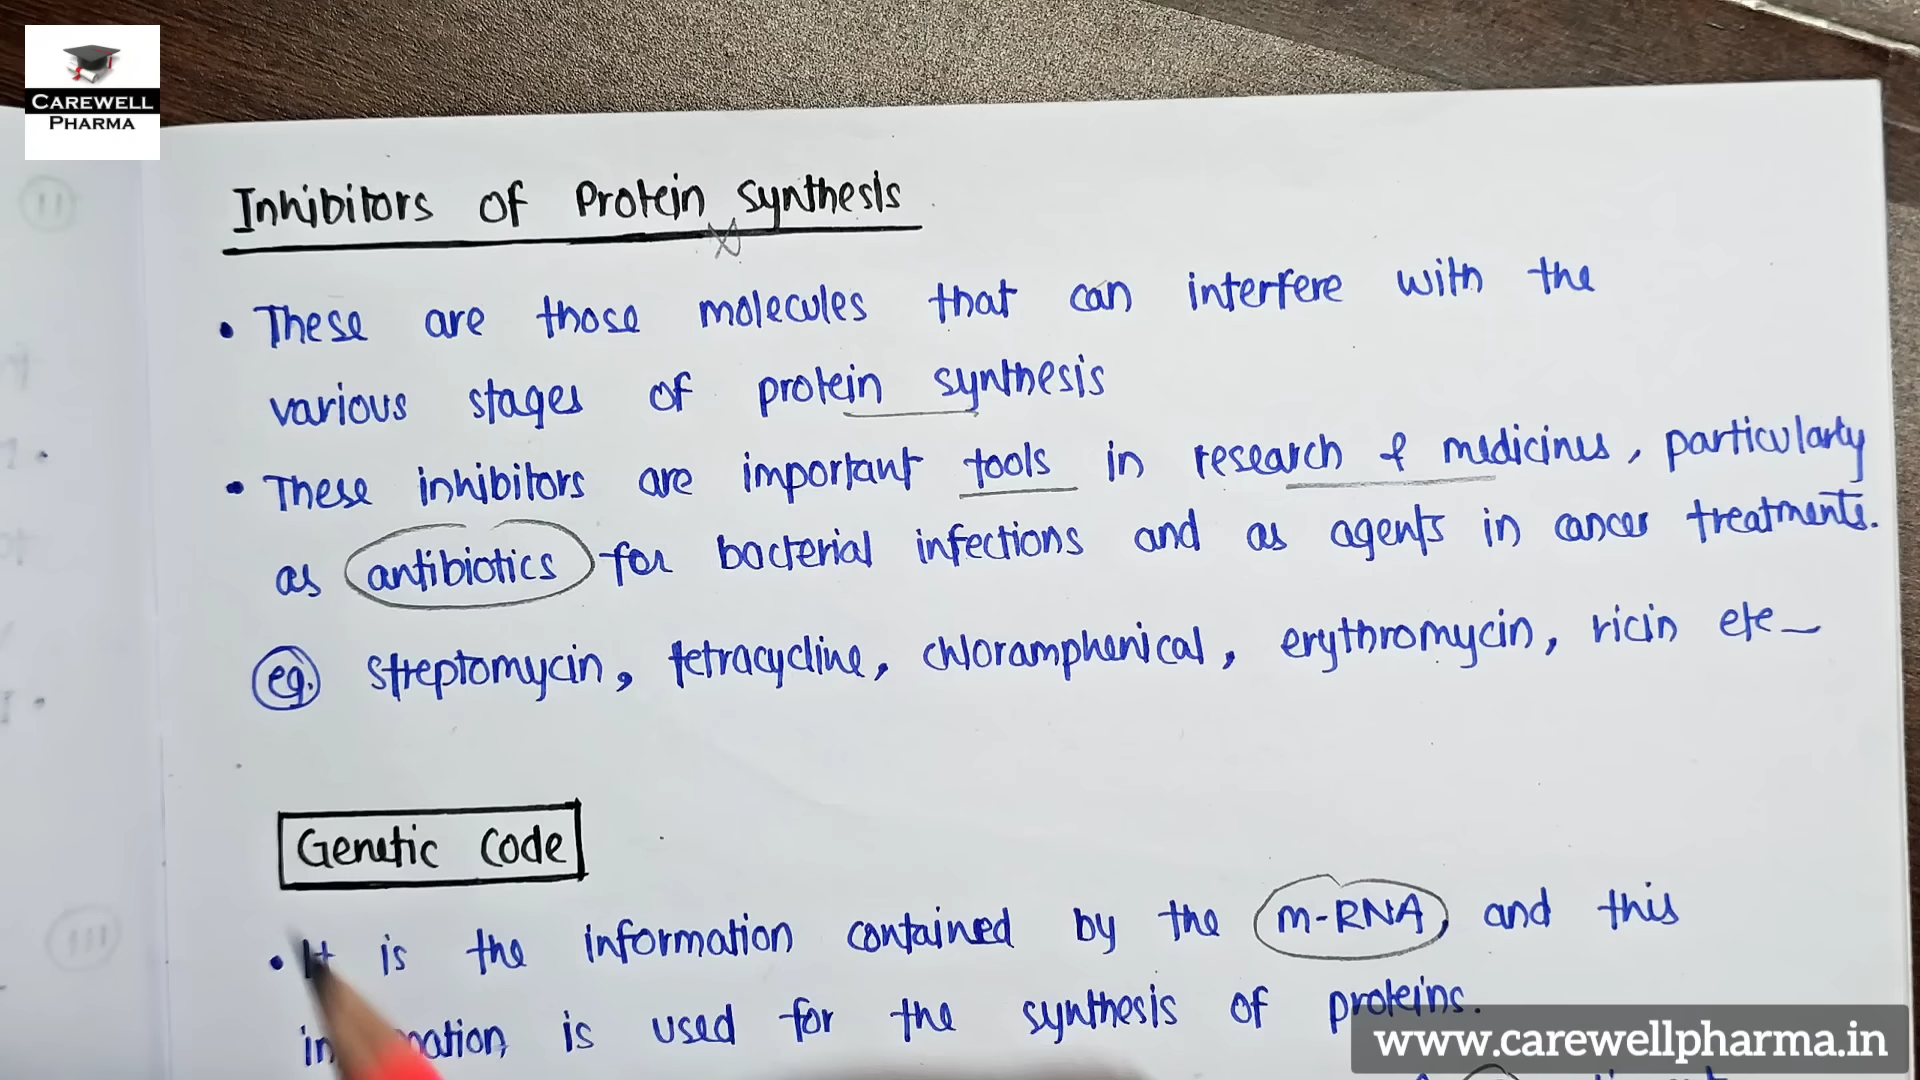 CAREWELL
PHARMA
Inhibitors of Protein Synthesis
• These are those molecules that can interfere with the
various stages of protein synthesis
• These inhibitors are important tools in research & medicines, particularly
as antibiotics for bacterial infections and as agents in cancer treatments.
eg. streptomycin, tetracycline, chloramphenical, erythromycin, ricin etc
Genetic Code
• It is the information contained by the m-RNA, and this
is used for the synthesis of proteins.
www.carewellpharma.in